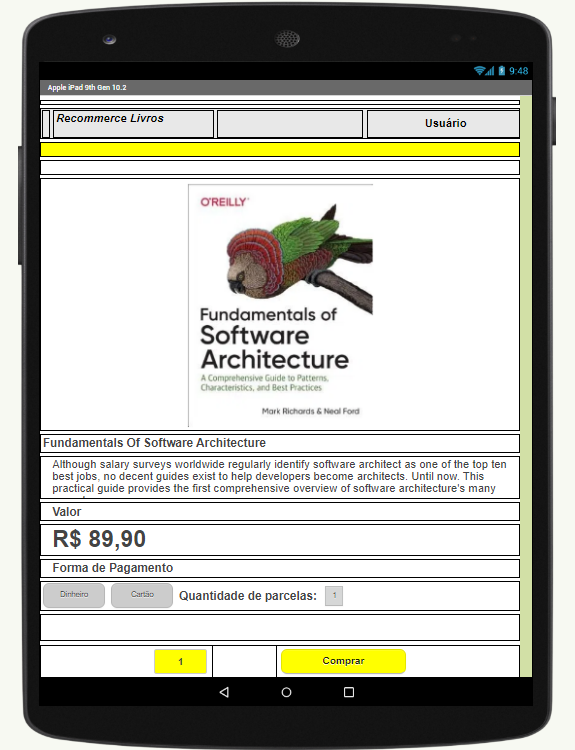 9:48
Apple iPad 9th Gen 10.2
Recommerce Livros
Usuário
O'REILLY
Fundamentals of
Software
Architecture
A Comprehensive Guide to Patterns,
Characteristics, and Best Practices
Mark Richards & Neal Ford
Fundamentals Of Software Architecture
Although salary surveys worldwide regularly identify software architect as one of the top ten
best jobs, no decent guides exist to help developers become architects. Until now. This
practical guide provides the first comprehensive overview of software architecture's many
Valor
R$ 89,90
Forma de Pagamento
Dinheiro
Cartão
Quantidade de parcelas:
1
1
Comprar